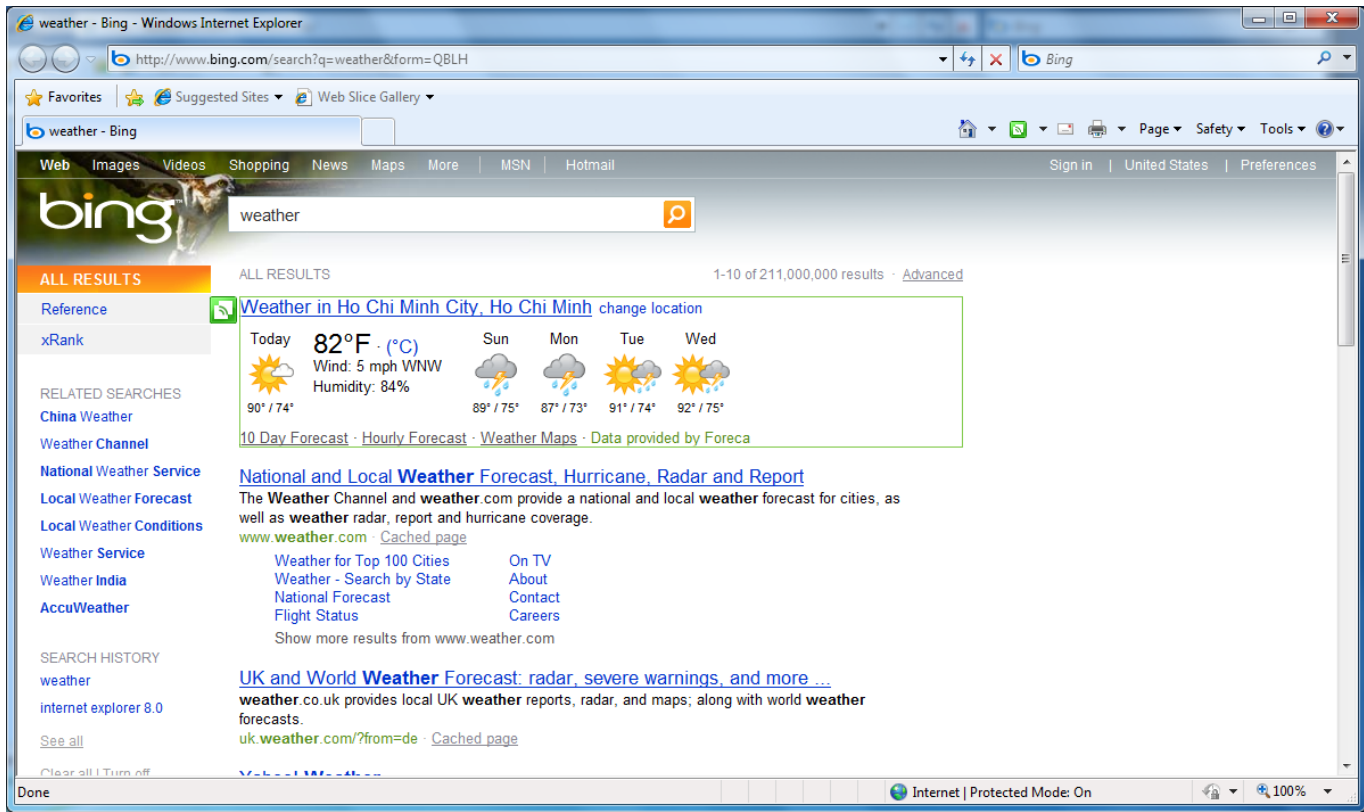 weather - Bing - Windows Internet Explorer
http://www.bing.com/search?q=weather&form=QBLH
Bing
Favorites
Suggested Sites
Web Slice Gallery
weather - Bing
Page
Safety
Tools
Web Images Videos Shopping News Maps More | MSN | Hotmail
Sign in | United States | Preferences
bing
weather
ALL RESULTS
Reference
xRank
RELATED SEARCHES
China Weather
Weather Channel
National Weather Service
Local Weather Forecast
Local Weather Conditions
Weather Service
Weather India
AccuWeather
SEARCH HISTORY
weather
internet explorer 8.0
See all
Clear all | Turn off
ALL RESULTS
1-10 of 211,000,000 results · Advanced
Weather in Ho Chi Minh City, Ho Chi Minh change location
Today
82°F · (°C)
Wind: 5 mph WNW
Humidity: 84%
90° / 74°
Sun Mon Tue Wed
89° / 75° 87° / 73° 91° / 74° 92° / 75°
10 Day Forecast · Hourly Forecast · Weather Maps · Data provided by Foreca
National and Local Weather Forecast, Hurricane, Radar and Report
The Weather Channel and weather.com provide a national and local weather forecast for cities, as
well as weather radar, report and hurricane coverage.
www.weather.com · Cached page
Weather for Top 100 Cities On TV
Weather - Search by State About
National Forecast Contact
Flight Status Careers
Show more results from www.weather.com
UK and World Weather Forecast: radar, severe warnings, and more ...
weather.co.uk provides local UK weather reports, radar, and maps; along with world weather
forecasts.
uk.weather.com/?from=de · Cached page
Yahoo! Weather
Done
Internet | Protected Mode: On
100%